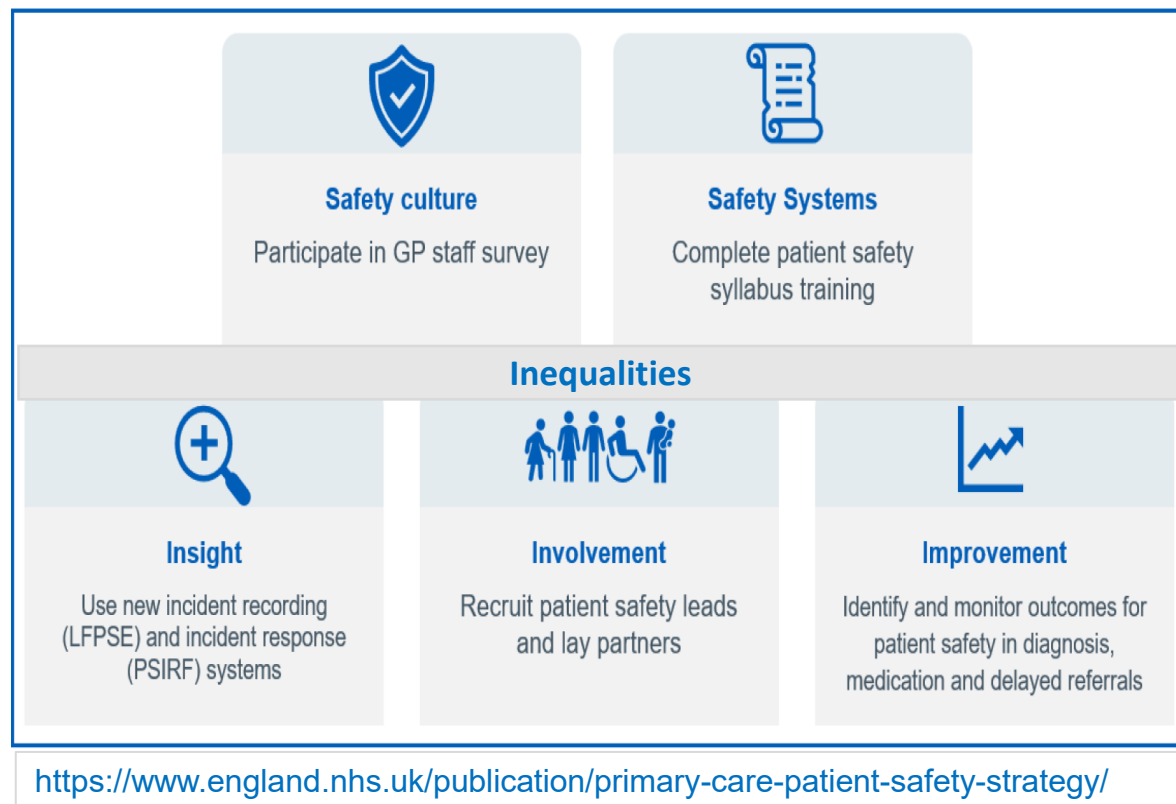 Safety culture
Participate in GP staff survey
Safety Systems
Complete patient safety
syllabus training
Inequalities
Insight
Use new incident recording
(LFPSE) and incident response
(PSIRF) systems
Involvement
Recruit patient safety leads
and lay partners
Improvement
Identify and monitor outcomes for
patient safety in diagnosis,
medication and delayed referrals
https://www.england.nhs.uk/publication/primary-care-patient-safety-strategy/